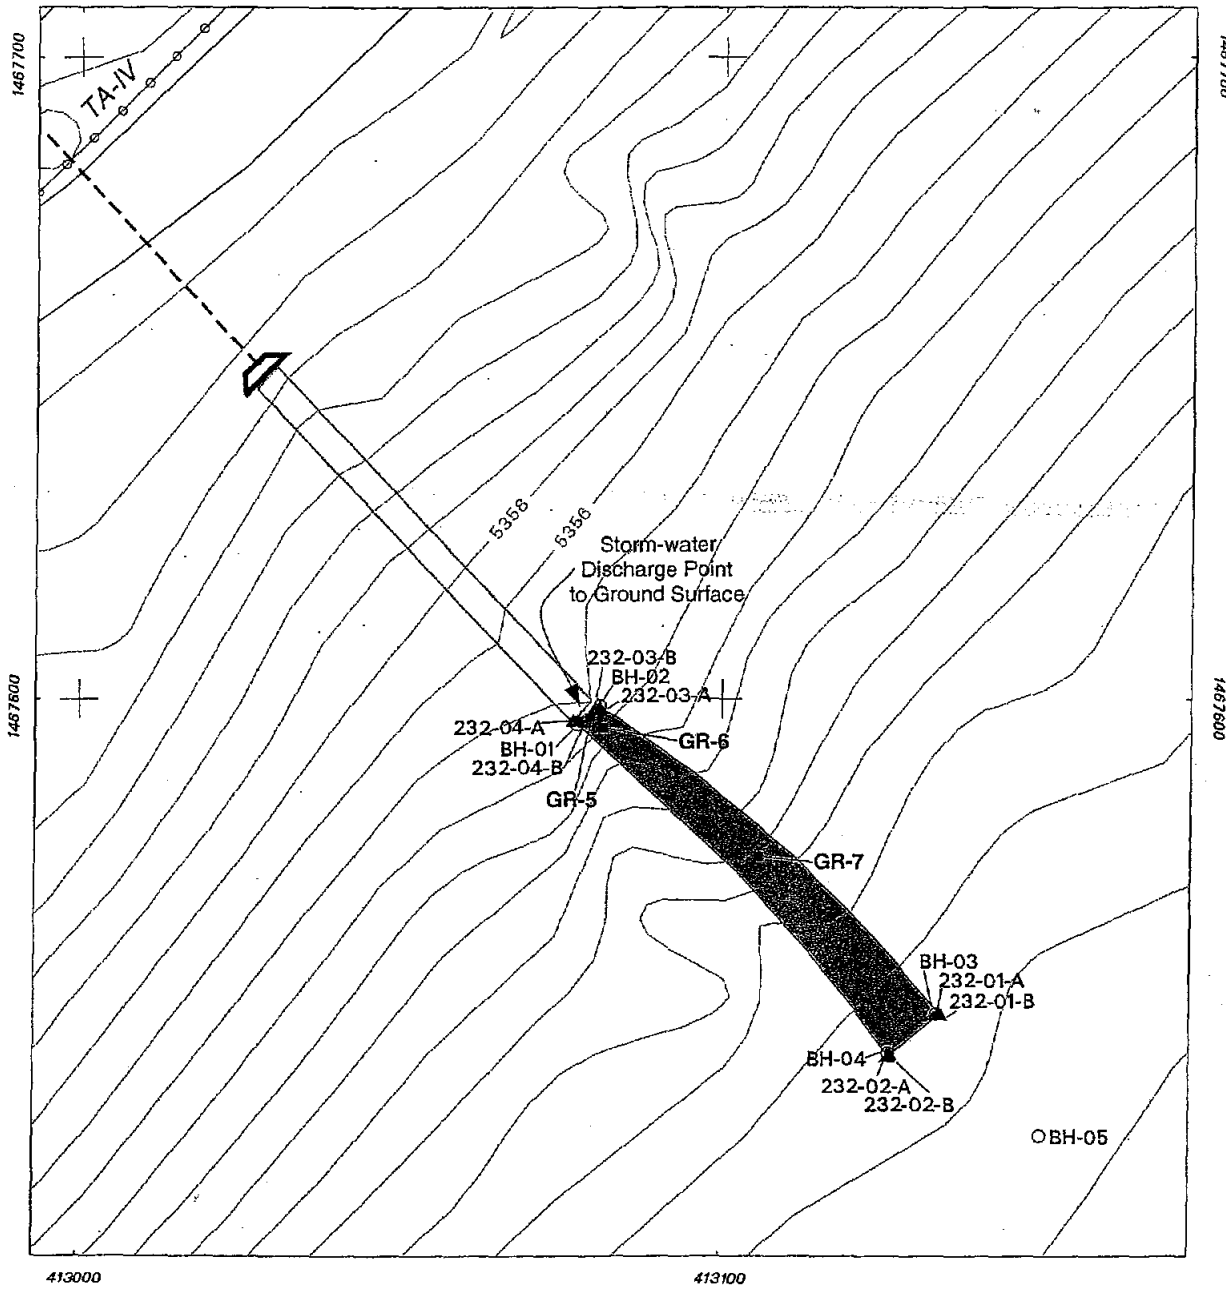 1467700
1467700
TA-IV
5358
5356
Storm-water
Discharge Point
to Ground Surface
232-03-B
BH-02
232-03-A
1467600
1467600
232-04-A
GR-6
BH-01
232-04-B
GR-5
GR-7
BH-03
232-01-A
232-01-B
BH-04
232-02-A
232-02-B
BH-05
413000
413100